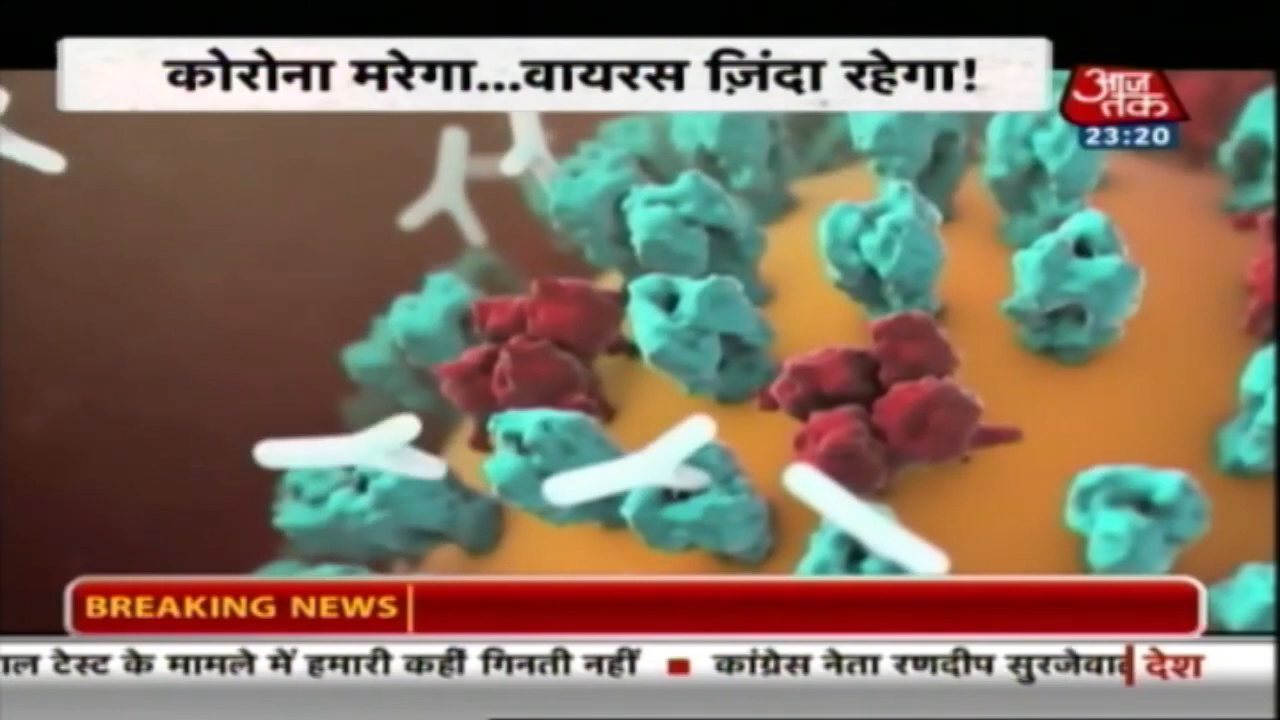 कोरोना मरेगा...वायरस ज़िंदा रहेगा!
आज तक
23:20
BREAKING NEWS
टेस्ट के मामले में हमारी कहीं गिनती नहीं ■ कांग्रेस नेता रणदीप देश